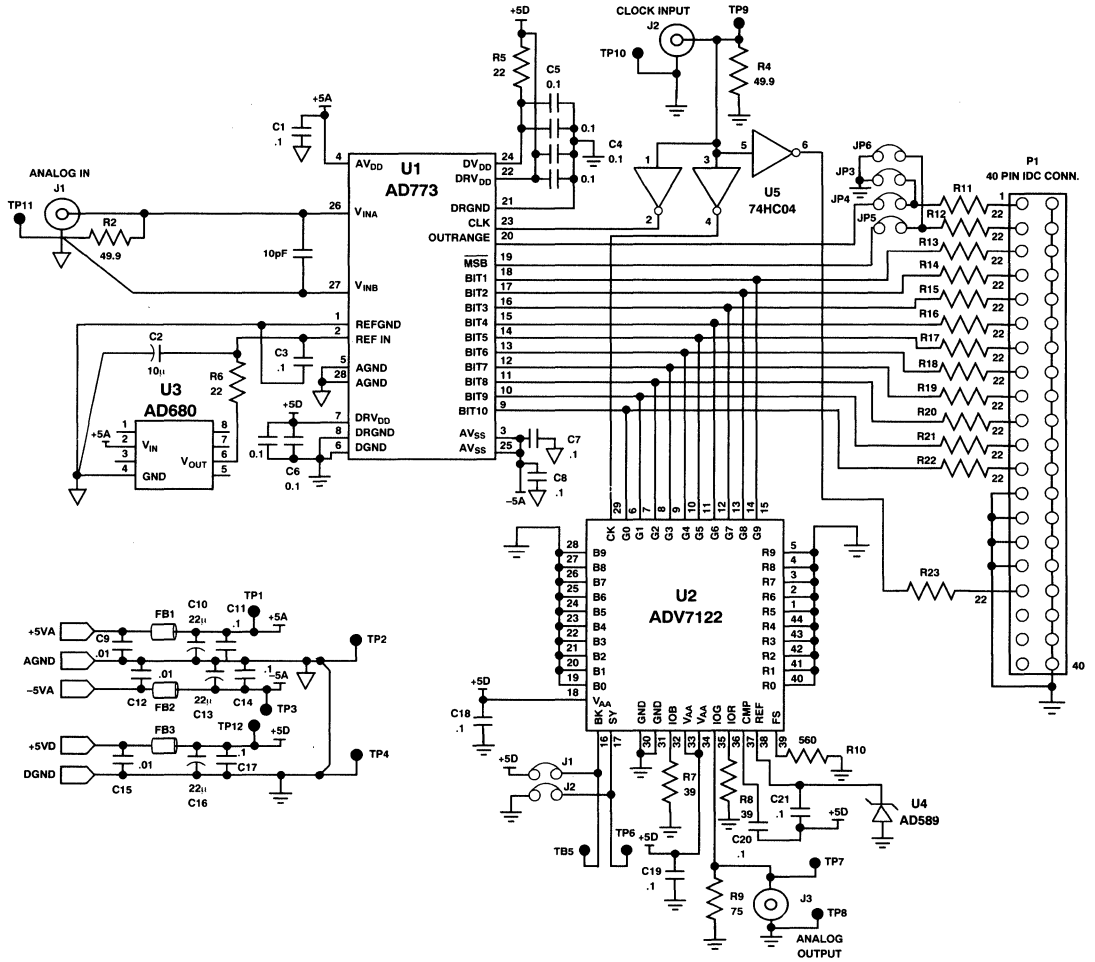 CLOCK INPUT
J2
TP9
TP10
R4
49.9
+5D
R5
22
C5
0.1
0.1
C4
0.1
0.1
+5A
C1
.1
ANALOG IN
J1
TP11
R2
49.9
10pF
U1
AD773
4 AVDD
26 VINA
27 VINB
1 REFGND
2 REF IN
5 AGND
28 AGND
7 DRVDD
8 DRGND
6 DGND
DVDD 24
DRVDD 22
DRGND 21
CLK 23
OUTRANGE 20
MSB 19
BIT1 18
BIT2 17
BIT3 16
BIT4 15
BIT5 14
BIT6 13
BIT7 12
BIT8 11
BIT9 10
BIT10 9
AVSS 3
AVSS 25
C7
.1
C8
.1
–5A
1
2
3
4
5
6
U5
74HC04
JP6
JP3
JP4
JP5
P1
40 PIN IDC CONN.
1
R11
22
R12
22
R13
22
R14
22
R15
22
R16
22
R17
22
R18
22
R19
22
R20
22
R21
22
R22
22
R23
22
40
C2
10µ
R6
22
C3
.1
U3
AD680
+5A
1
2 VIN
3
4 GND
8
7
VOUT 6
5
+5D
0.1
C6
0.1
U2
ADV7122
29 CK
6 G0
7 G1
8 G2
9 G3
10 G4
11 G5
12 G6
13 G7
14 G8
15 G9
28 B9
27 B8
26 B7
25 B6
24 B5
23 B4
22 B3
21 B2
20 B1
19 B0
18 VAA
R9 5
R8 4
R7 3
R6 2
R5 1
R4 44
R3 43
R2 42
R1 41
R0 40
BK 16
SY 17
GND 30
GND 31
IOB 32
VAA 33
VAA 34
IOG 35
IOR 36
CMP 37
REF 38
FS 39
+5D
C18
.1
+5D
J1
J2
TB5
TP6
R7
39
+5D
C19
.1
R8
39
C20
.1
C21
.1
+5D
560
R10
U4
AD589
R9
75
TP7
J3
TP8
ANALOG
OUTPUT
+5VA
AGND
–5VA
+5VD
DGND
C9
.01
FB1
C10
22µ
C11
.1
TP1
+5A
TP2
C12
.01
FB2
22µ
C13
.1
C14
–5A
TP3
TP12
FB3
+5D
.01
C15
22µ
C16
.1
C17
TP4